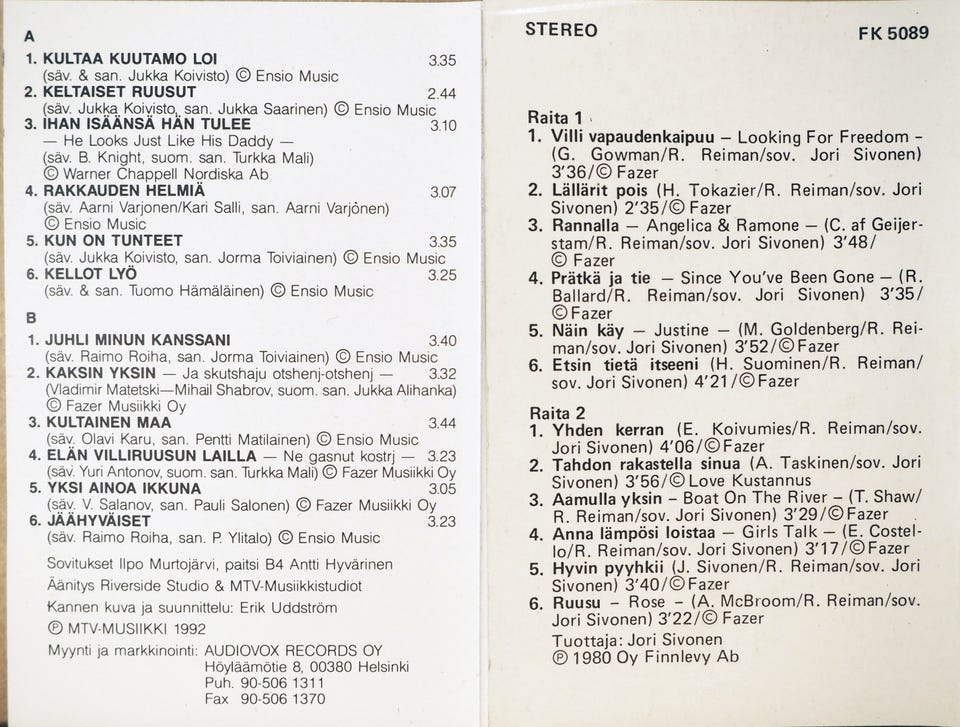 A
1. KULTAA KUUTAMO LOI 3.35
(säv. & san. Jukka Koivisto) © Ensio Music
2. KELTAISET RUUSUT 2.44
(säv. Jukka Koivisto, san. Jukka Saarinen) © Ensio Music
3. IHAN ISÄÄNSÄ HÄN TULEE 3.10
— He Looks Just Like His Daddy —
(säv. B. Knight, suom. san. Turkka Mali)
© Warner Chappell Nordiska Ab
4. RAKKAUDEN HELMIÄ 3.07
(säv. Aarni Varjonen/Kari Salli, san. Aarni Varjonen)
© Ensio Music
5. KUN ON TUNTEET 3.35
(säv. Jukka Koivisto, san. Jorma Toiviainen) © Ensio Music
6. KELLOT LYÖ 3.25
(säv. & san. Tuomo Hämäläinen) © Ensio Music
B
1. JUHLI MINUN KANSSANI 3.40
(säv. Raimo Roiha, san. Jorma Toiviainen) © Ensio Music
2. KAKSIN YKSIN — Ja skutshaju otshenj-otshenj — 3.32
(Vladimir Matetski—Mihail Shabrov, suom. san. Jukka Alihanka)
© Fazer Musiikki Oy
3. KULTAINEN MAA 3.44
(säv. Olavi Karu, san. Pentti Matilainen) © Ensio Music
4. ELÄN VILLIRUUSUN LAILLA — Ne gasnut kostrj — 3.23
(säv. Yuri Antonov, suom. san. Turkka Mali) © Fazer Musiikki Oy
5. YKSI AINOA IKKUNA 3.05
(säv. V. Salanov, san. Pauli Salonen) © Fazer Musiikki Oy
6. JÄÄHYVÄISET 3.23
(säv. Raimo Roiha, san. P. Ylitalo) © Ensio Music
Sovitukset Ilpo Murtojärvi, paitsi B4 Antti Hyvärinen
Äänitys Riverside Studio & MTV-Musiikkistudiot
Kannen kuva ja suunnittelu: Erik Uddström
℗ MTV-MUSIIKKI 1992
Myynti ja markkinointi: AUDIOVOX RECORDS OY
Höyläämötie 8, 00380 Helsinki
Puh. 90-506 1311
Fax 90-506 1370
STEREO FK 5089
Raita 1
1. Villi vapaudenkaipuu — Looking For Freedom -
(G. Gowman/R. Reiman/sov. Jori Sivonen)
3'36/© Fazer
2. Lällärit pois (H. Tokazier/R. Reiman/sov. Jori
Sivonen) 2'35/© Fazer
3. Rannalla — Angelica & Ramone — (C. af Geijer-
stam/R. Reiman/sov. Jori Sivonen) 3'48/
© Fazer
4. Prätkä ja tie — Since You've Been Gone — (R.
Ballard/R. Reiman/sov. Jori Sivonen) 3'35/
© Fazer
5. Näin käy — Justine — (M. Goldenberg/R. Rei-
man/sov. Jori Sivonen) 3'52/© Fazer
6. Etsin tietä itseeni (H. Suominen/R. Reiman/
sov. Jori Sivonen) 4'21/© Fazer
Raita 2
1. Yhden kerran (E. Koivumies/R. Reiman/sov.
Jori Sivonen) 4'06/© Fazer
2. Tahdon rakastella sinua (A. Taskinen/sov. Jori
Sivonen) 3'56/© Love Kustannus
3. Aamulla yksin – Boat On The River – (T. Shaw/
R. Reiman/sov. Jori Sivonen) 3'29/© Fazer
4. Anna lämpösi loistaa — Girls Talk — (E. Costel-
lo/R. Reiman/sov. Jori Sivonen) 3'17/© Fazer
5. Hyvin pyyhkii (J. Sivonen/R. Reiman/sov. Jori
Sivonen) 3'40/© Fazer
6. Ruusu – Rose – (A. McBroom/R. Reiman/sov.
Jori Sivonen) 3'22/© Fazer
Tuottaja: Jori Sivonen
℗ 1980 Oy Finnlevy Ab